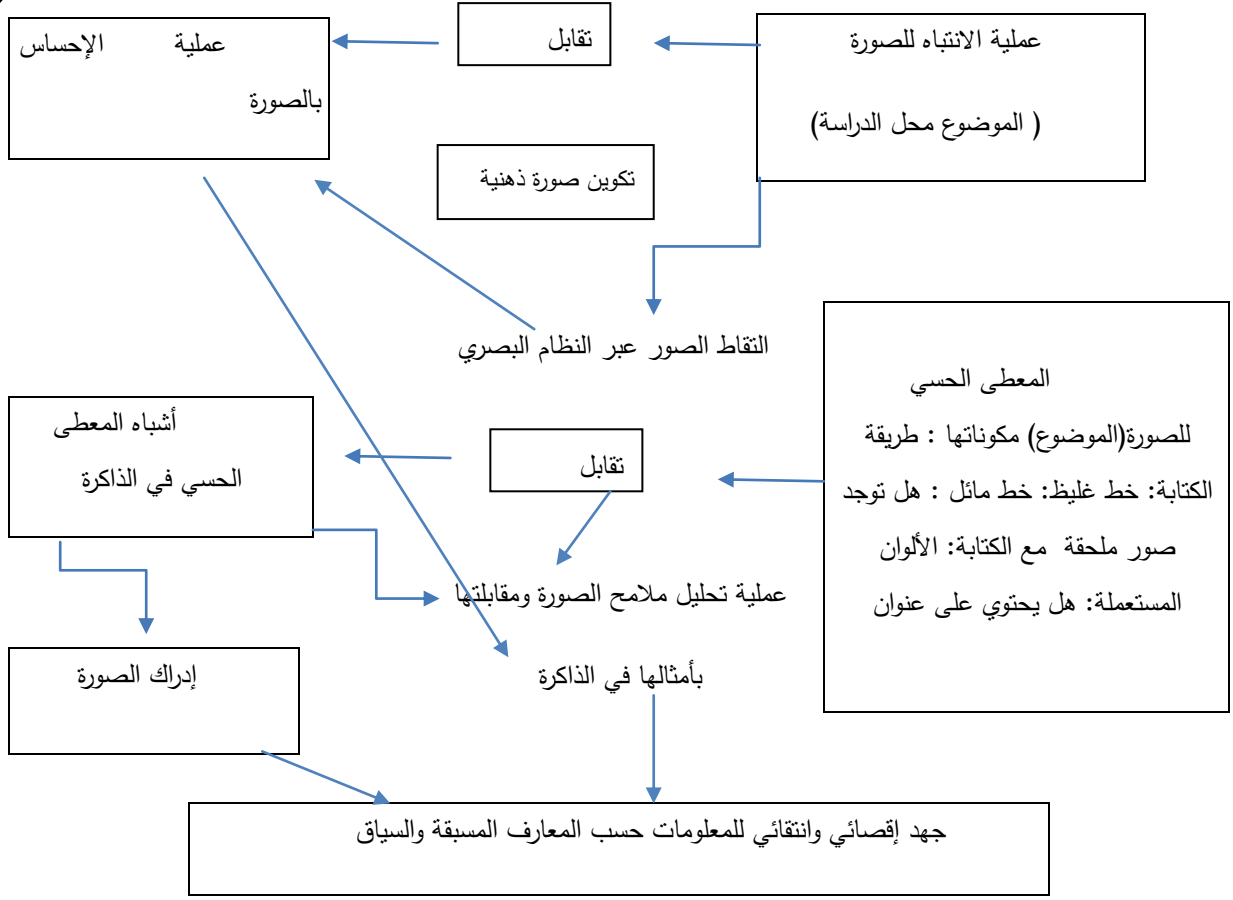 عملية الانتباه للصورة
( الموضوع محل الدراسة)
تقابل
عملية الإحساس
بالصورة
تكوين صورة ذهنية
التقاط الصور عبر النظام البصري
المعطى الحسي
للصورة(الموضوع) مكوناتها : طريقة
الكتابة: خط غليظ: خط مائل : هل توجد
صور ملحقة مع الكتابة: الألوان
المستعملة: هل يحتوي على عنوان
تقابل
أشباه المعطى
الحسي في الذاكرة
عملية تحليل ملامح الصورة ومقابلتها
بأمثالها في الذاكرة
إدراك الصورة
جهد إقصائي وانتقائي للمعلومات حسب المعارف المسبقة والسياق